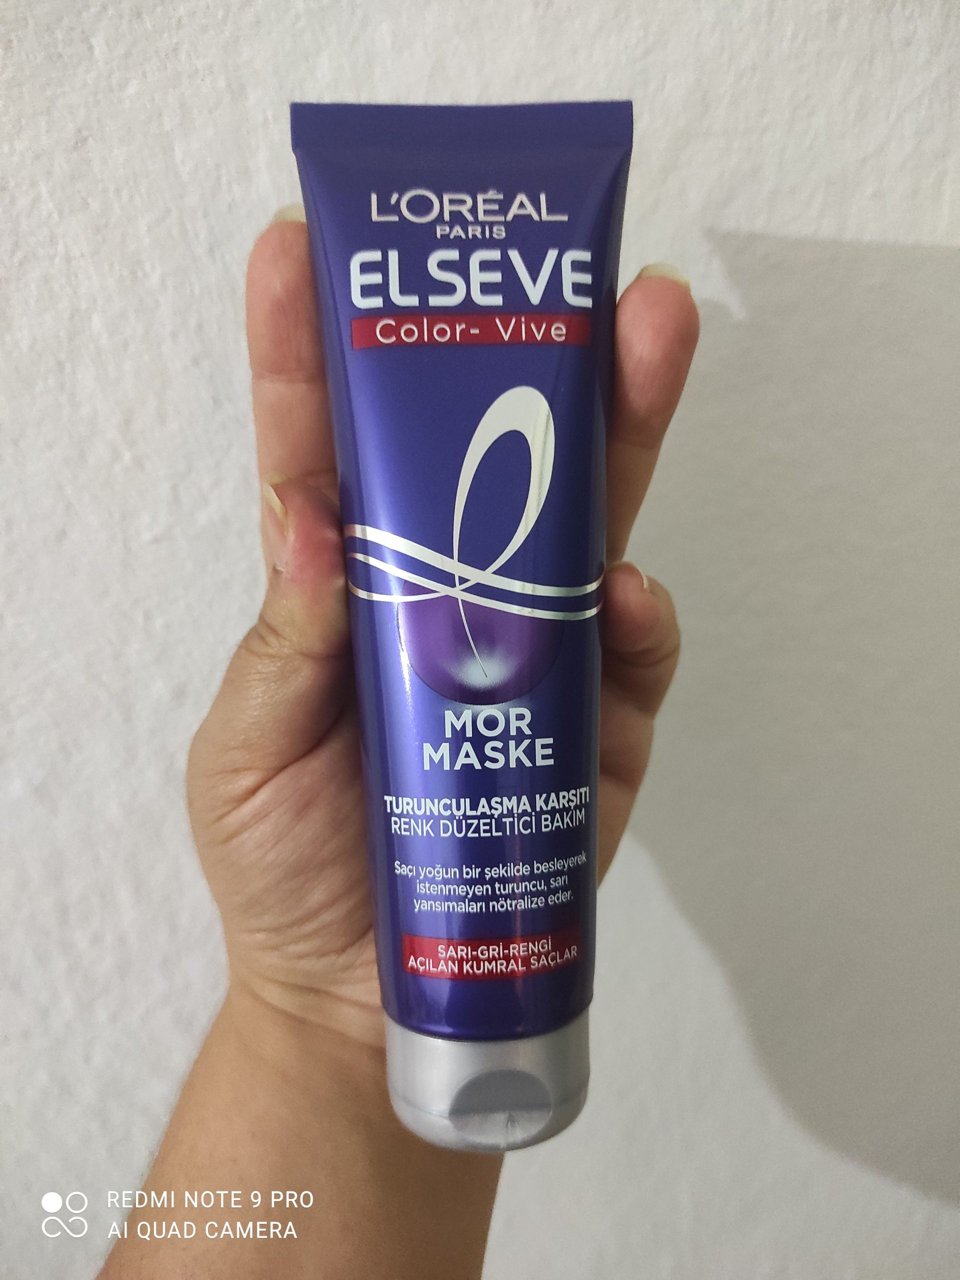 L'ORÉAL
PARIS
ELSEVE
Color- Vive
MOR
MASKE
TURUNCULAŞMA KARŞITI
RENK DÜZELTİCİ BAKIM
Saçı yoğun bir şekilde besleyerek
istenmeyen turuncu, sarı
yansımaları nötralize eder.
SARI-GRİ-RENGİ
AÇILAN KUMRAL SAÇLAR
REDMI NOTE 9 PRO
AI QUAD CAMERA